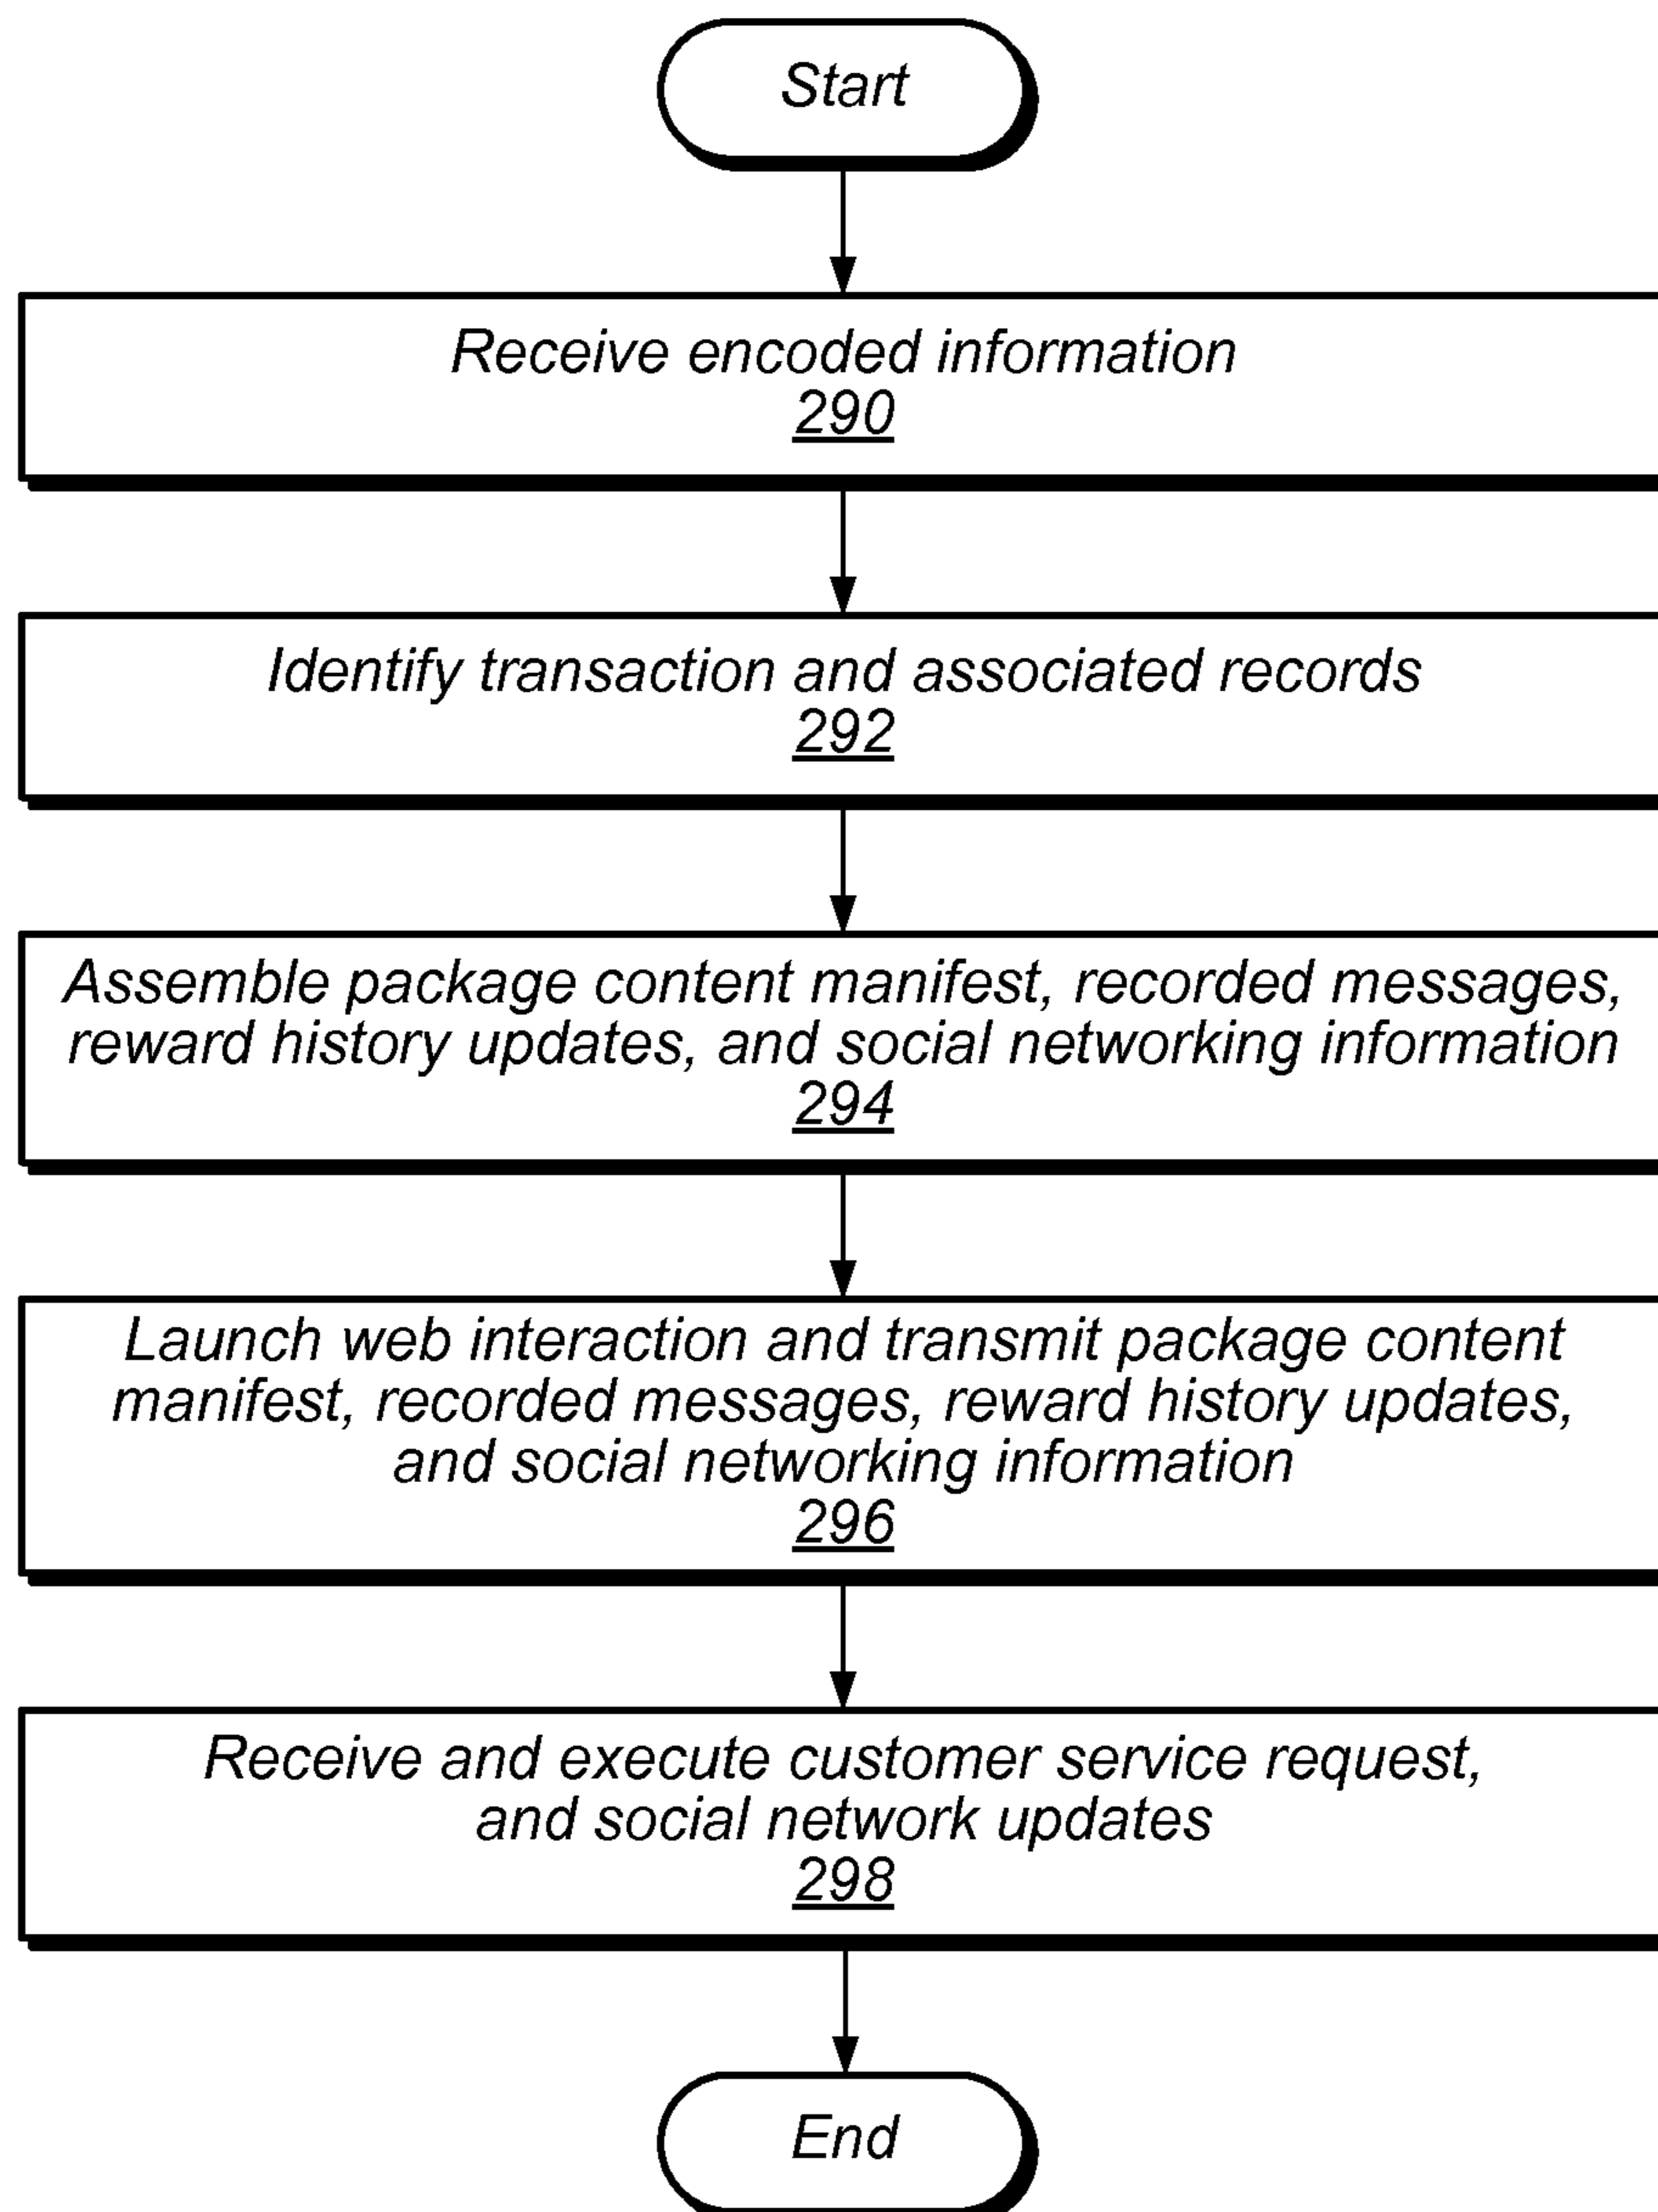 Start
Receive encoded information
290
Identify transaction and associated records
292
Assemble package content manifest, recorded messages,
reward history updates, and social networking information
294
Launch web interaction and transmit package content
manifest, recorded messages, reward history updates,
and social networking information
296
Receive and execute customer service request,
and social network updates
298
End